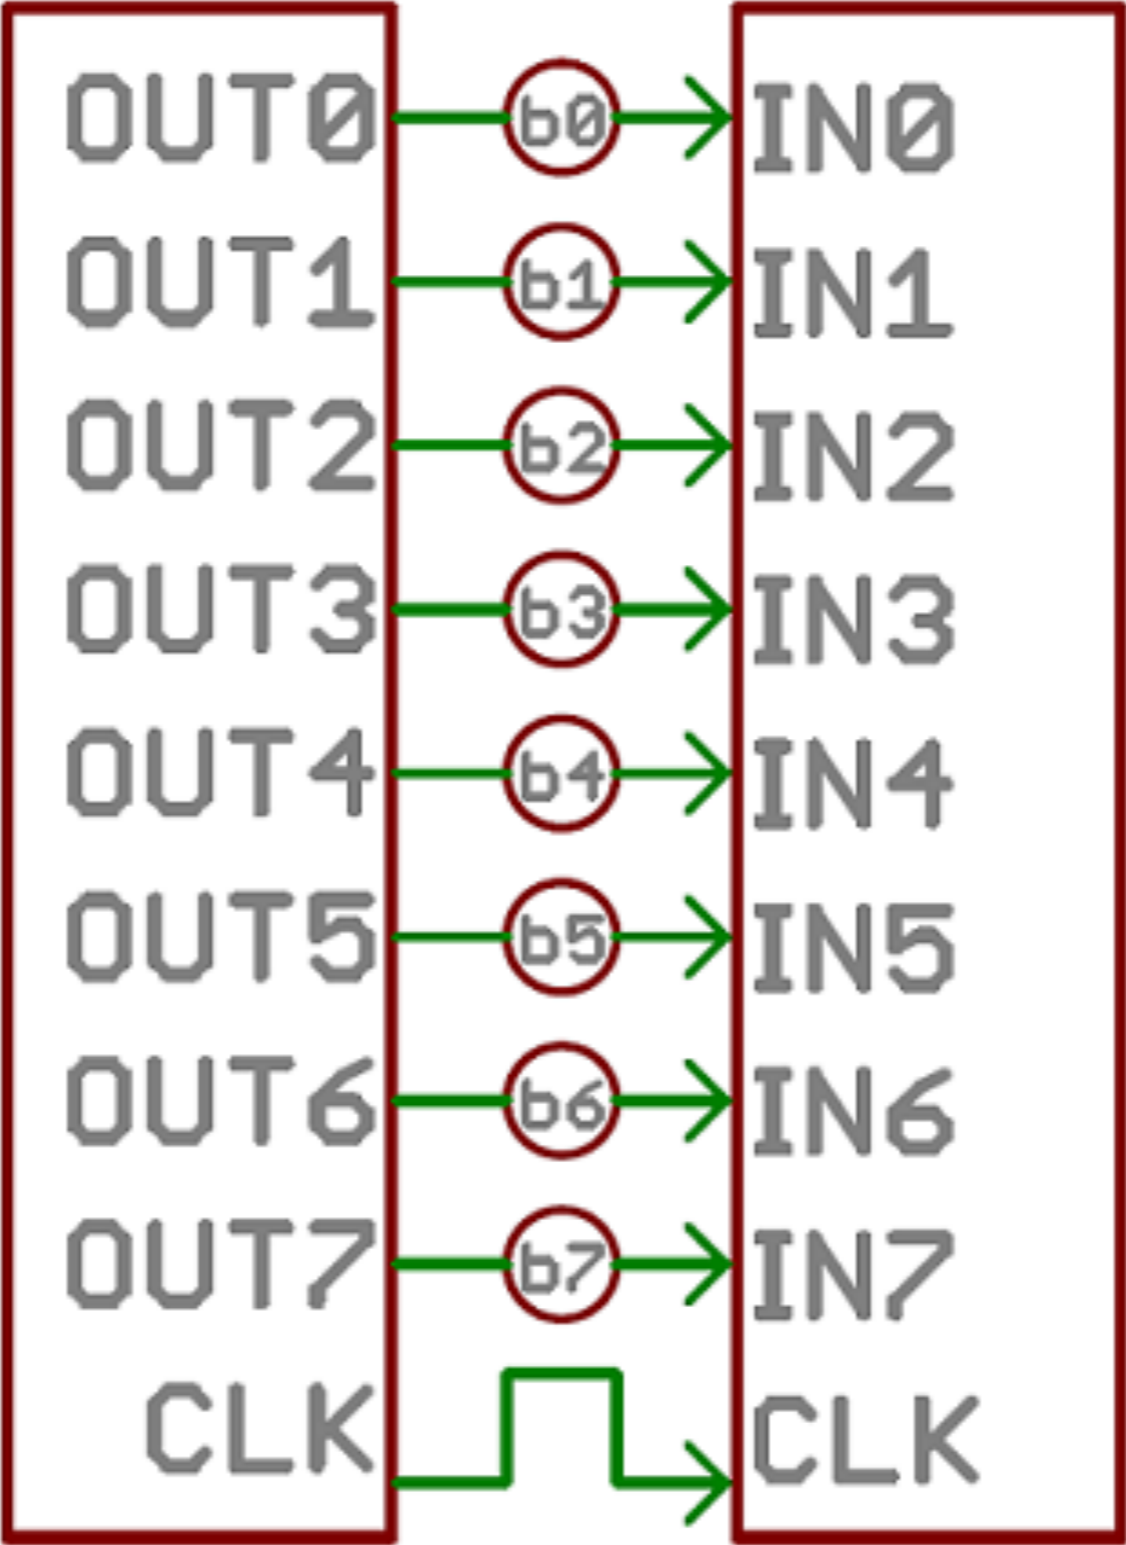 OUT0 b0 IN0
OUT1 b1 IN1
OUT2 b2 IN2
OUT3 b3 IN3
OUT4 b4 IN4
OUT5 b5 IN5
OUT6 b6 IN6
OUT7 b7 IN7
CLK CLK